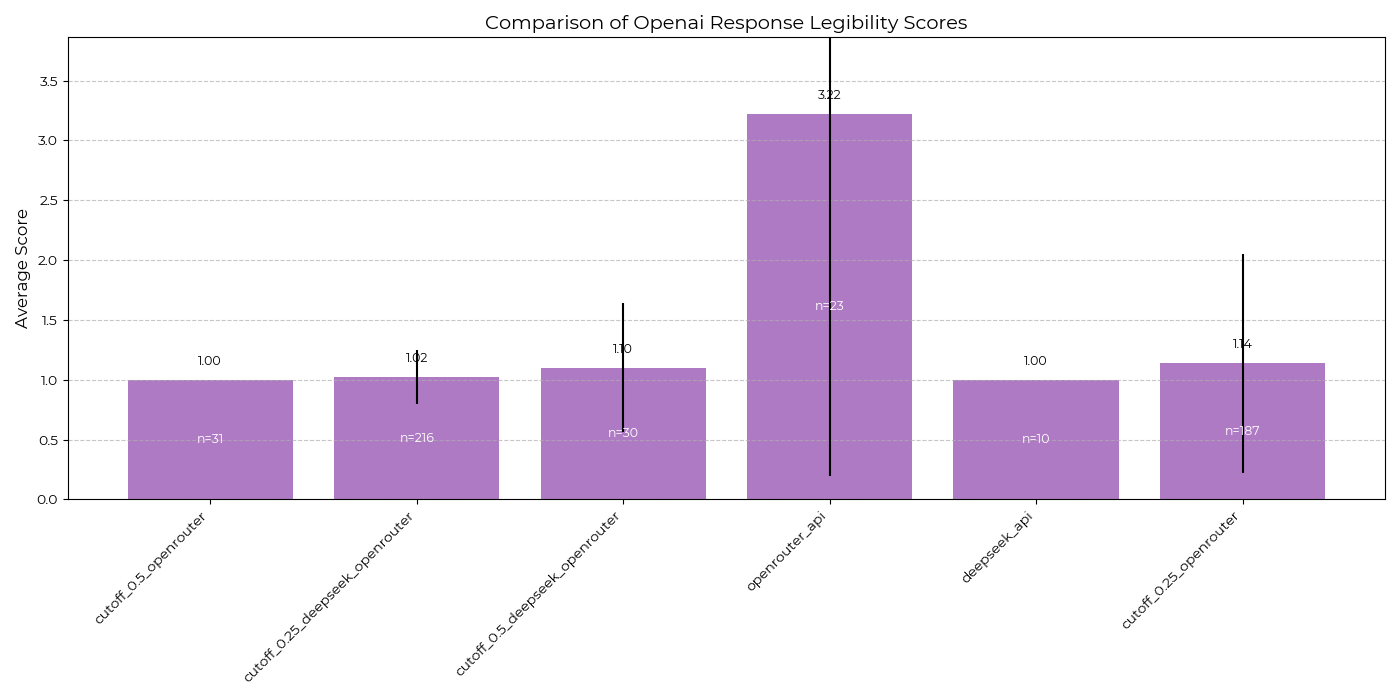 Comparison of Openai Response Legibility Scores
Average Score
3.5
3.0
2.5
2.0
1.5
1.0
0.5
0.0
1.00
1.02
1.10
3.22
1.00
1.14
n=31
n=216
n=30
n=23
n=10
n=187
cutoff_0.5_openrouter
cutoff_0.25_deepseek_openrouter
cutoff_0.5_deepseek_openrouter
openrouter_api
deepseek_api
cutoff_0.25_openrouter